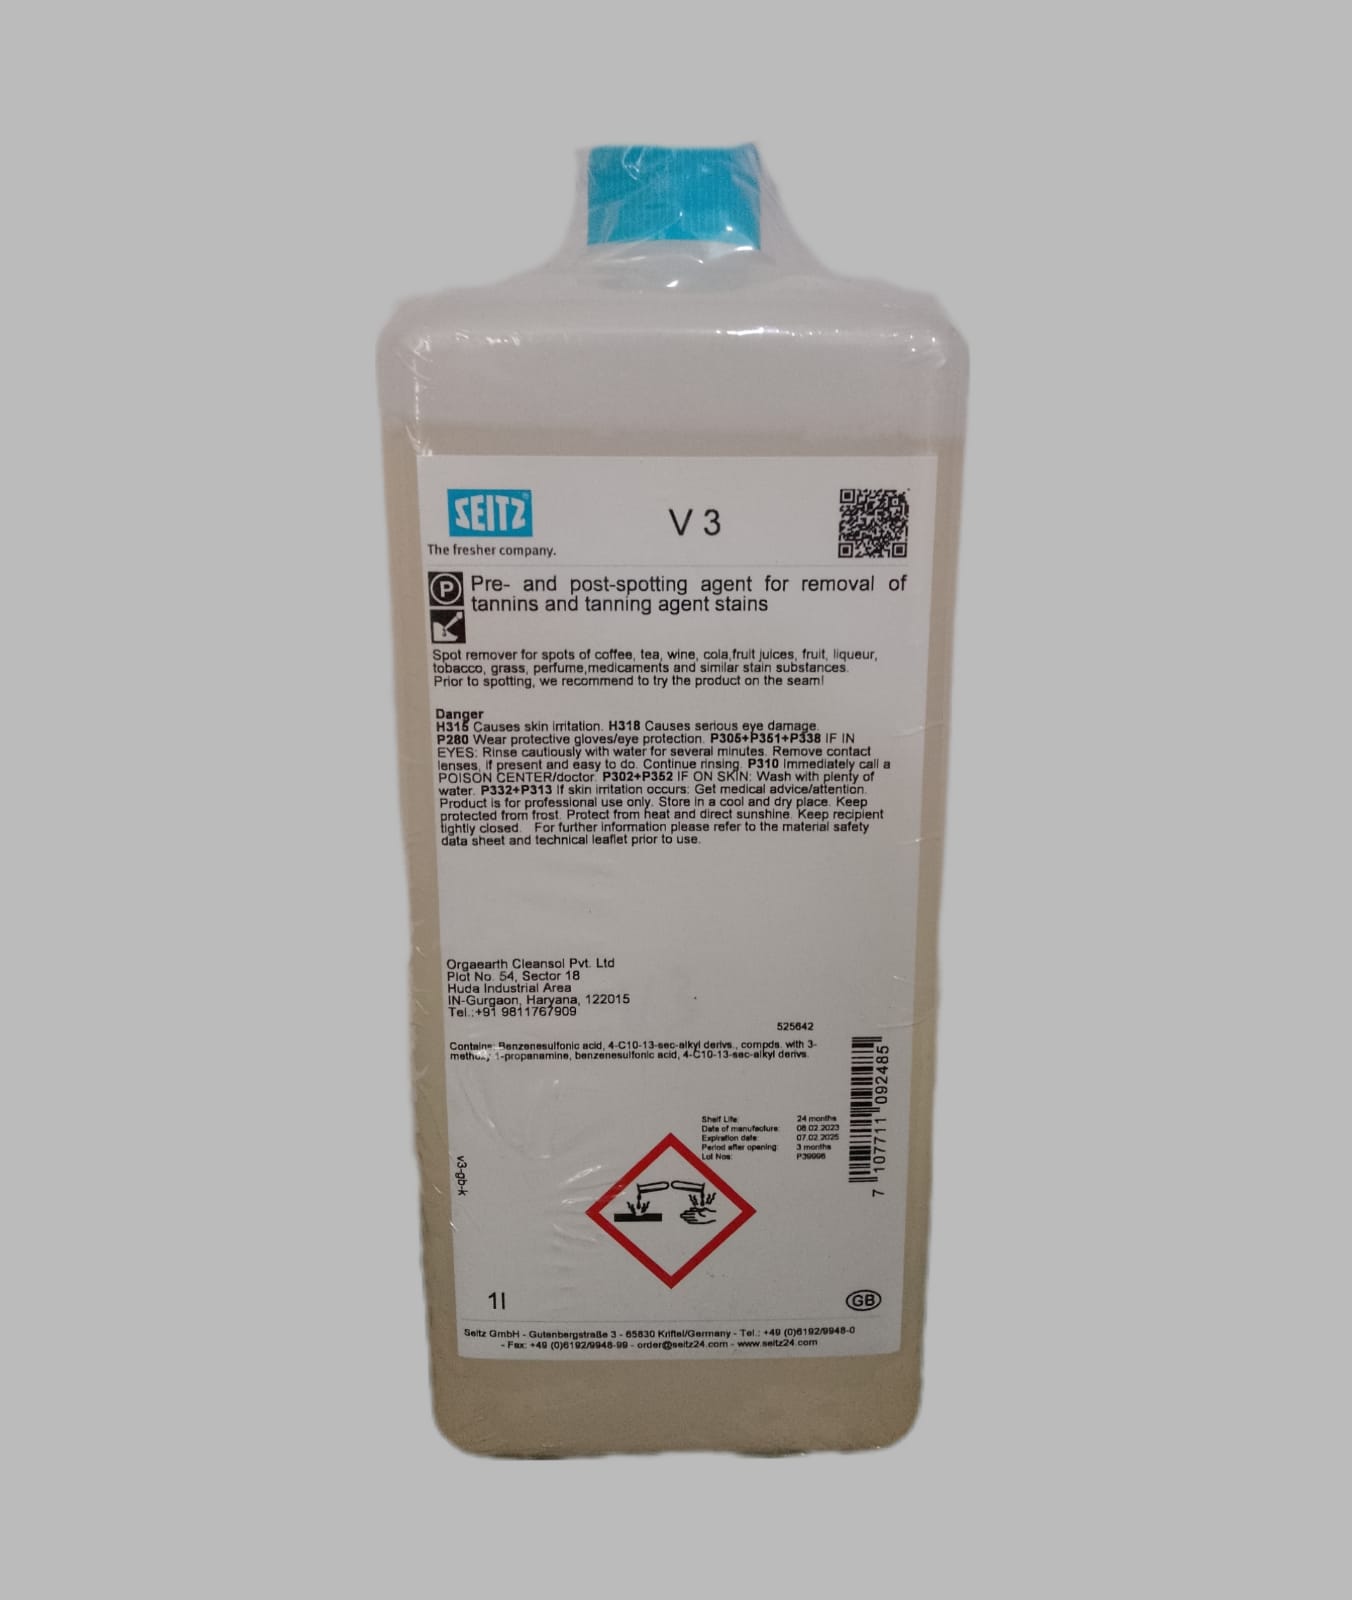 SEITZ®
The fresher company.
V 3
P
Pre- and post-spotting agent for removal of
tannins and tanning agent stains
Spot remover for spots of coffee, tea, wine, cola,fruit juices, fruit, liqueur,
tobacco, grass, perfume,medicaments and similar stain substances.
Prior to spotting, we recommend to try the product on the seam!
Danger
H315 Causes skin irritation. H318 Causes serious eye damage.
P280 Wear protective gloves/eye protection. P305+P351+P338 IF IN
EYES: Rinse cautiously with water for several minutes. Remove contact
lenses, if present and easy to do. Continue rinsing. P310 Immediately call a
POISON CENTER/doctor. P302+P352 IF ON SKIN: Wash with plenty of
water. P332+P313 If skin irritation occurs: Get medical advice/attention.
Product is for professional use only. Store in a cool and dry place. Keep
protected from frost. Protect from heat and direct sunshine. Keep recipient
tightly closed. For further information please refer to the material safety
data sheet and technical leaflet prior to use.
Orgaearth Cleansol Pvt. Ltd
Plot No. 54, Sector 18
Huda Industrial Area
IN-Gurgaon, Haryana, 122015
Tel.:+91 9811767909
525642
Contains: Benzenesulfonic acid, 4-C10-13-sec-alkyl derivs., compds. with 3-
methoxy 1-propanamine, benzenesulfonic acid, 4-C10-13-sec-alkyl derivs.
Shelf Life: 24 months
Date of manufacture: 08.02.2023
Expiration date: 07.02.2025
Period after opening: 3 months
Lot Nos: P39996
7 107711 092485
v3-gb-k
1l
GB
Seitz GmbH - Gutenbergstraße 3 - 65830 Kriftel/Germany - Tel.: +49 (0)6192/9948-0
- Fax: +49 (0)6192/9948-99 - order@seitz24.com - www.seitz24.com